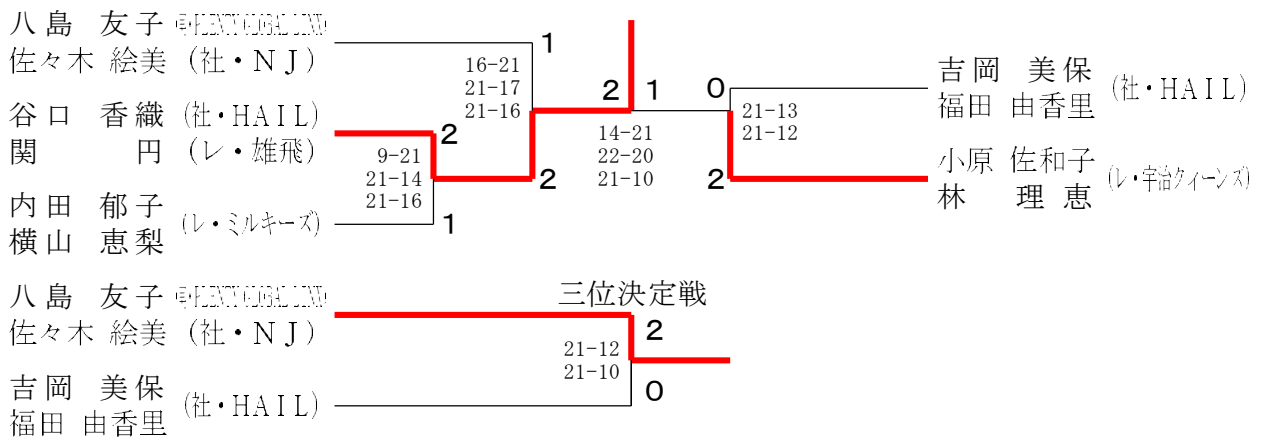 八島 友子
佐々木 絵美 (社・NJ)
谷口 香織 (社・HAIL)
関 円 (レ・雄飛)
内田 郁子
横山 恵梨
(レ・ミルキーズ)
1
16-21
21-17
21-16
2
9-21
21-14
21-16
2
1
2 1
14-21
22-20
21-10
0
21-13
21-12
2
吉岡 美保
福田 由香里
(社・HAIL)
小原 佐和子
林 理恵
(レ・宇治クィーンズ)
八島 友子
佐々木 絵美 (社・NJ)
吉岡 美保
福田 由香里
(社・HAIL)
三位決定戦
2
21-12
21-10
0